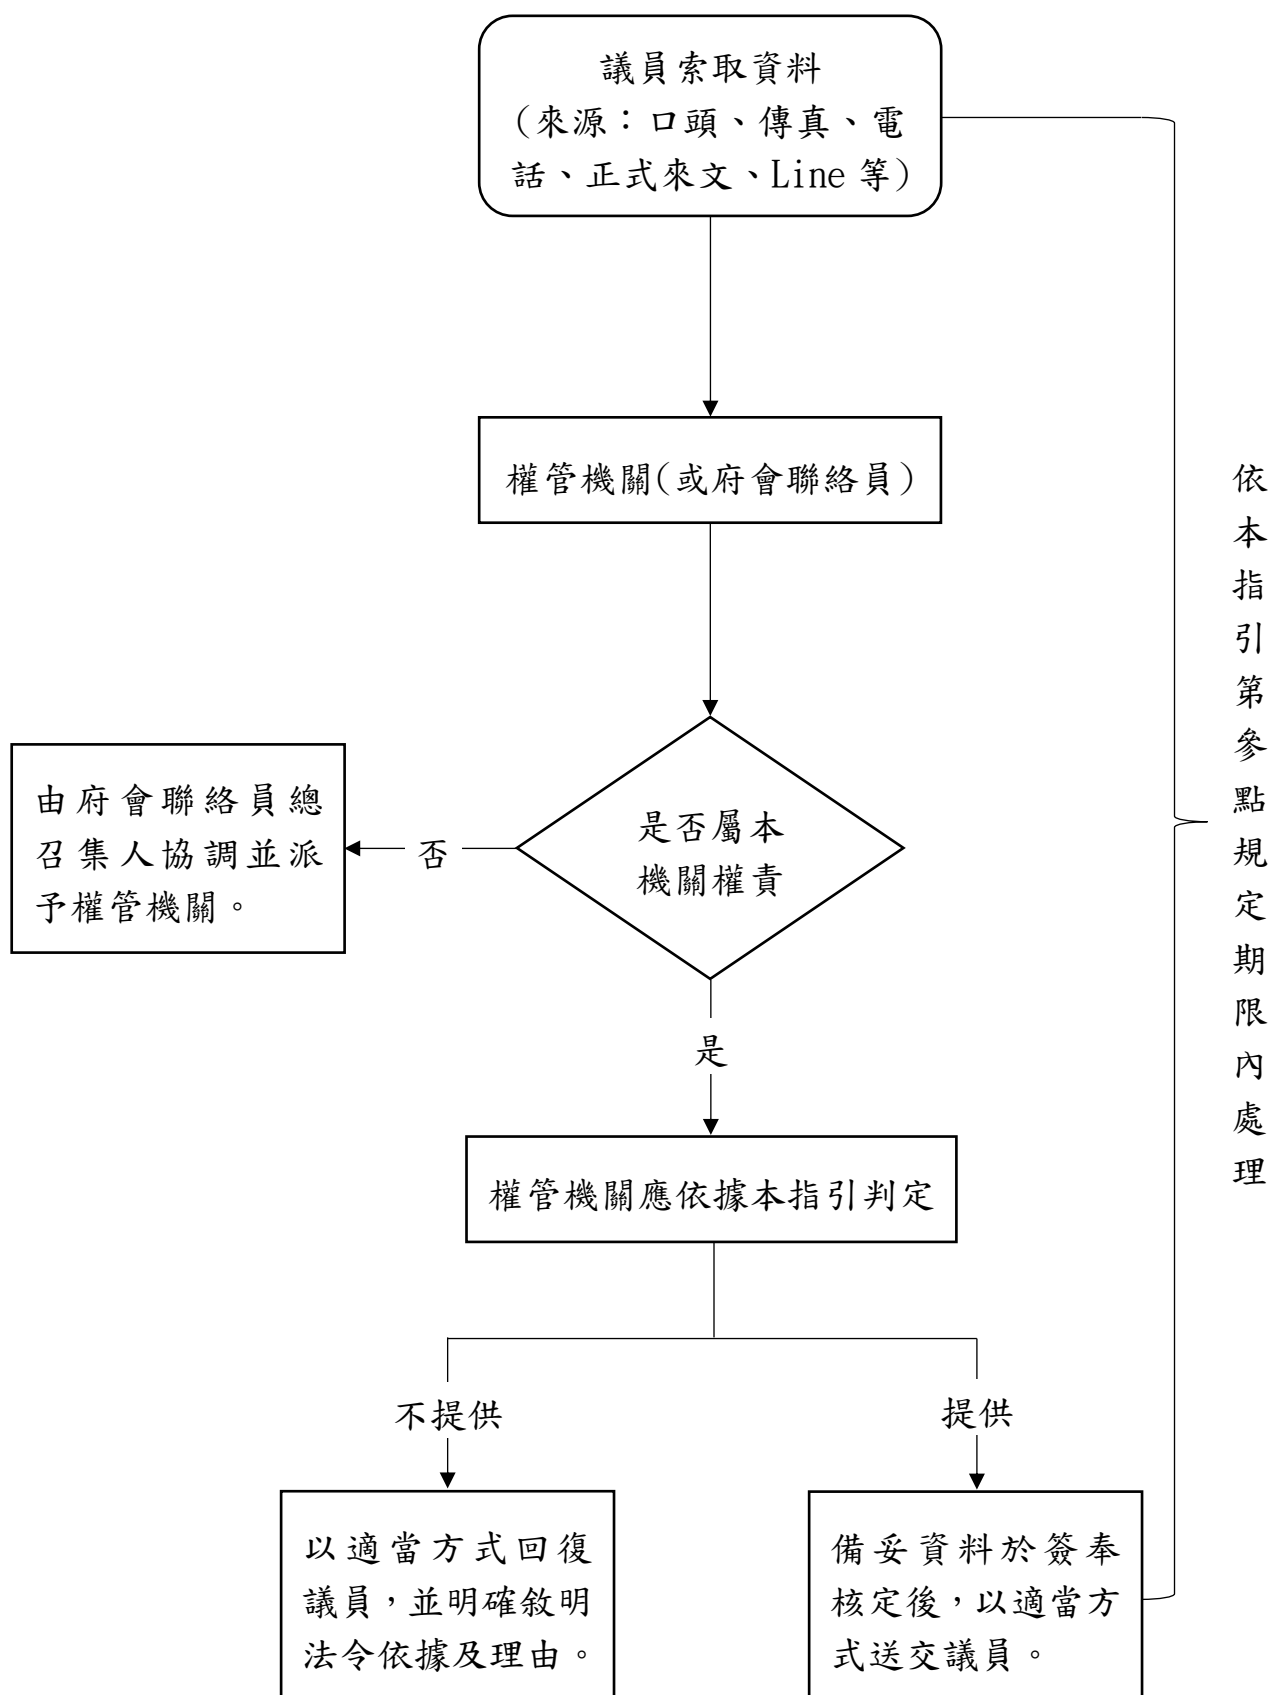 議員索取資料
(來源：口頭、傳真、電
話、正式來文、Line 等)
權管機關(或府會聯絡員)
是否屬本
機關權責
否
由府會聯絡員總
召集人協調並派
予權管機關。
是
權管機關應依據本指引判定
不提供
提供
以適當方式回復
議員，並明確敘明
法令依據及理由。
備妥資料於簽奉
核定後，以適當方
式送交議員。
依本指引第參點規定期限內處理